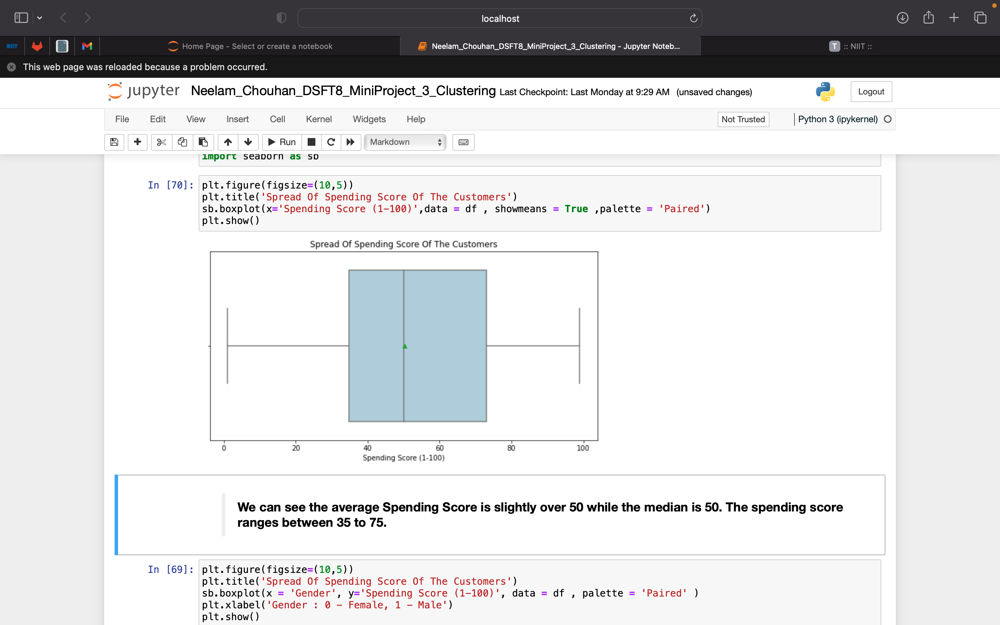 localhost
NIIT
Home Page - Select or create a notebook
Neelam_Chouhan_DSFT8_MiniProject_3_Clustering - Jupyter Noteb...
T :: NIIT ::
This web page was reloaded because a problem occurred.
jupyter Neelam_Chouhan_DSFT8_MiniProject_3_Clustering Last Checkpoint: Last Monday at 9:29 AM (unsaved changes)
Logout
File Edit View Insert Cell Kernel Widgets Help
Not Trusted
Python 3 (ipykernel)
Run
Markdown
import seaborn as sb
In [70]: plt.figure(figsize=(10,5))
plt.title('Spread Of Spending Score Of The Customers')
sb.boxplot(x='Spending Score (1-100)',data = df , showmeans = True ,palette = 'Paired')
plt.show()
Spread Of Spending Score Of The Customers
0 20 40 60 80 100
Spending Score (1-100)
We can see the average Spending Score is slightly over 50 while the median is 50. The spending score
ranges between 35 to 75.
In [69]: plt.figure(figsize=(10,5))
plt.title('Spread Of Spending Score Of The Customers')
sb.boxplot(x = 'Gender', y='Spending Score (1-100)', data = df , palette = 'Paired' )
plt.xlabel('Gender : 0 - Female, 1 - Male')
plt.show()